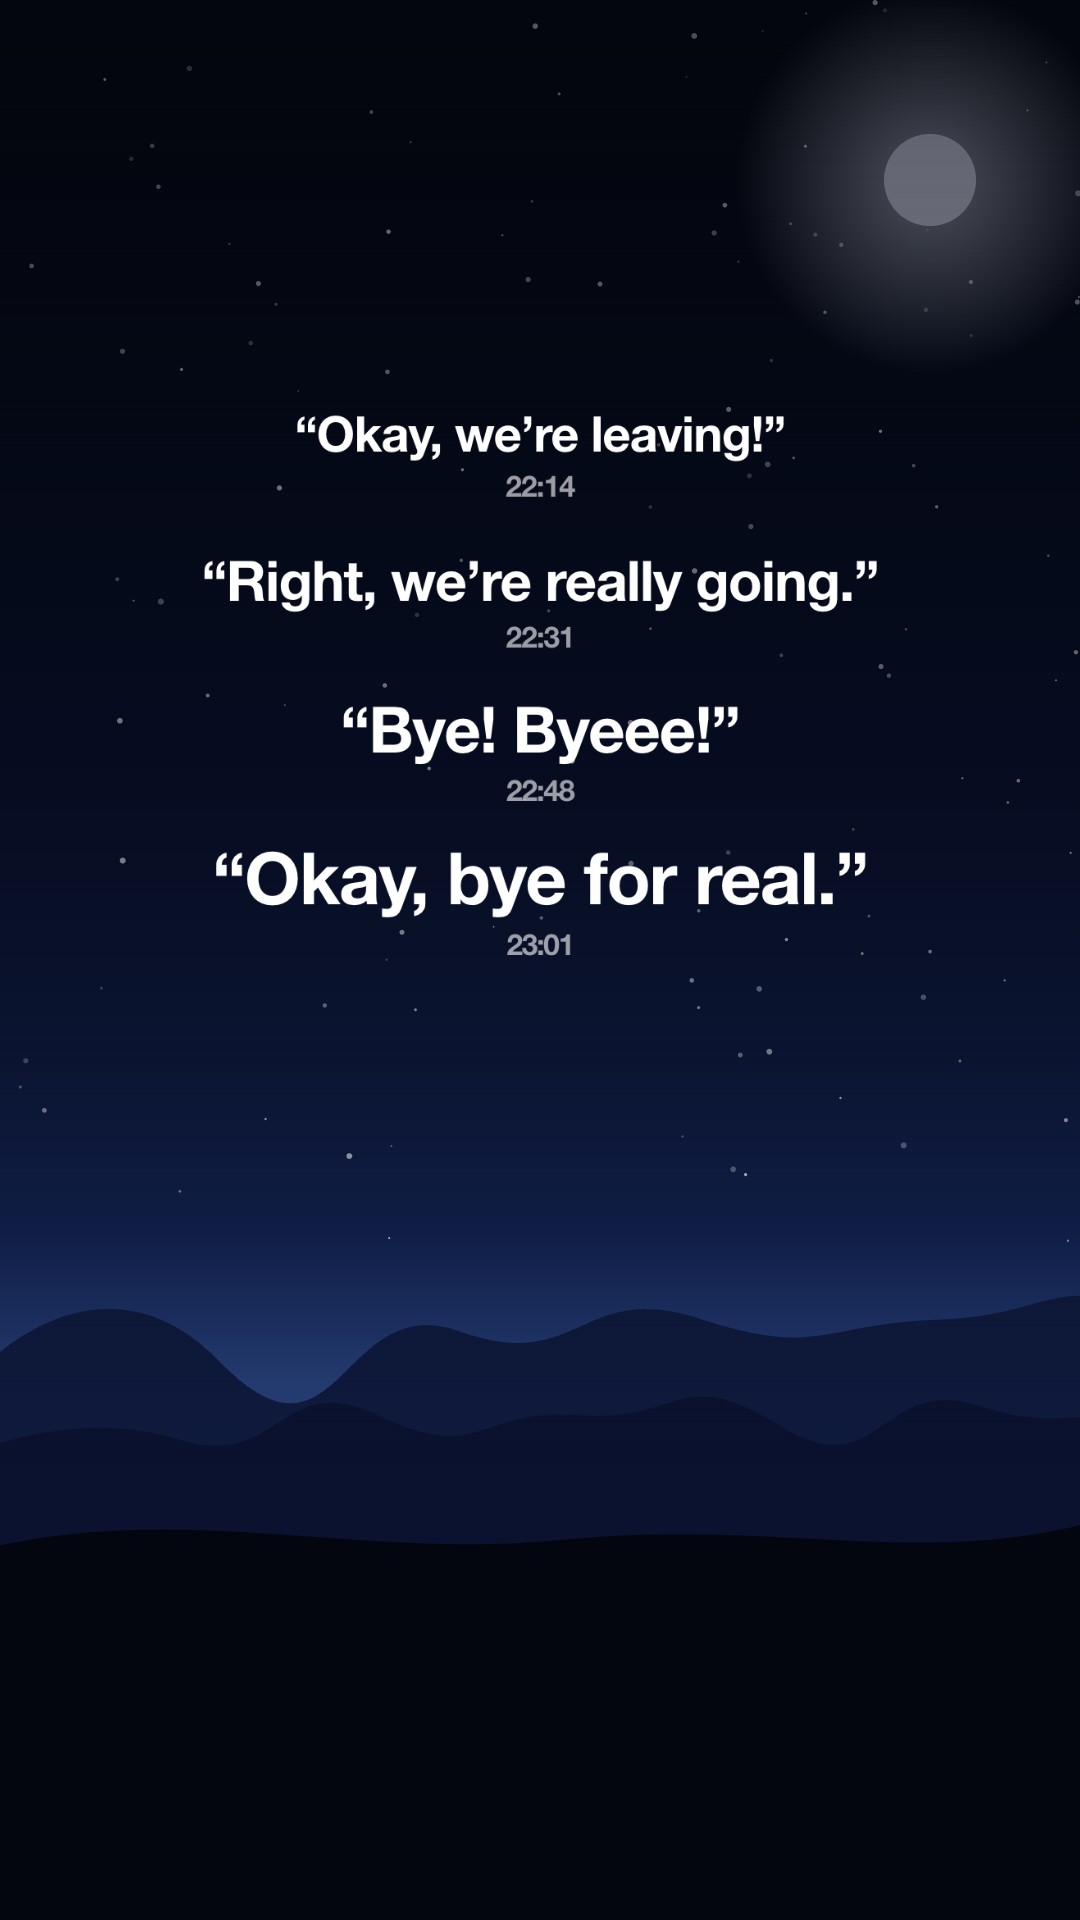 “Okay, we’re leaving!”
22:14
“Right, we’re really going.”
22:31
“Bye! Byeee!”
22:48
“Okay, bye for real.”
23:01